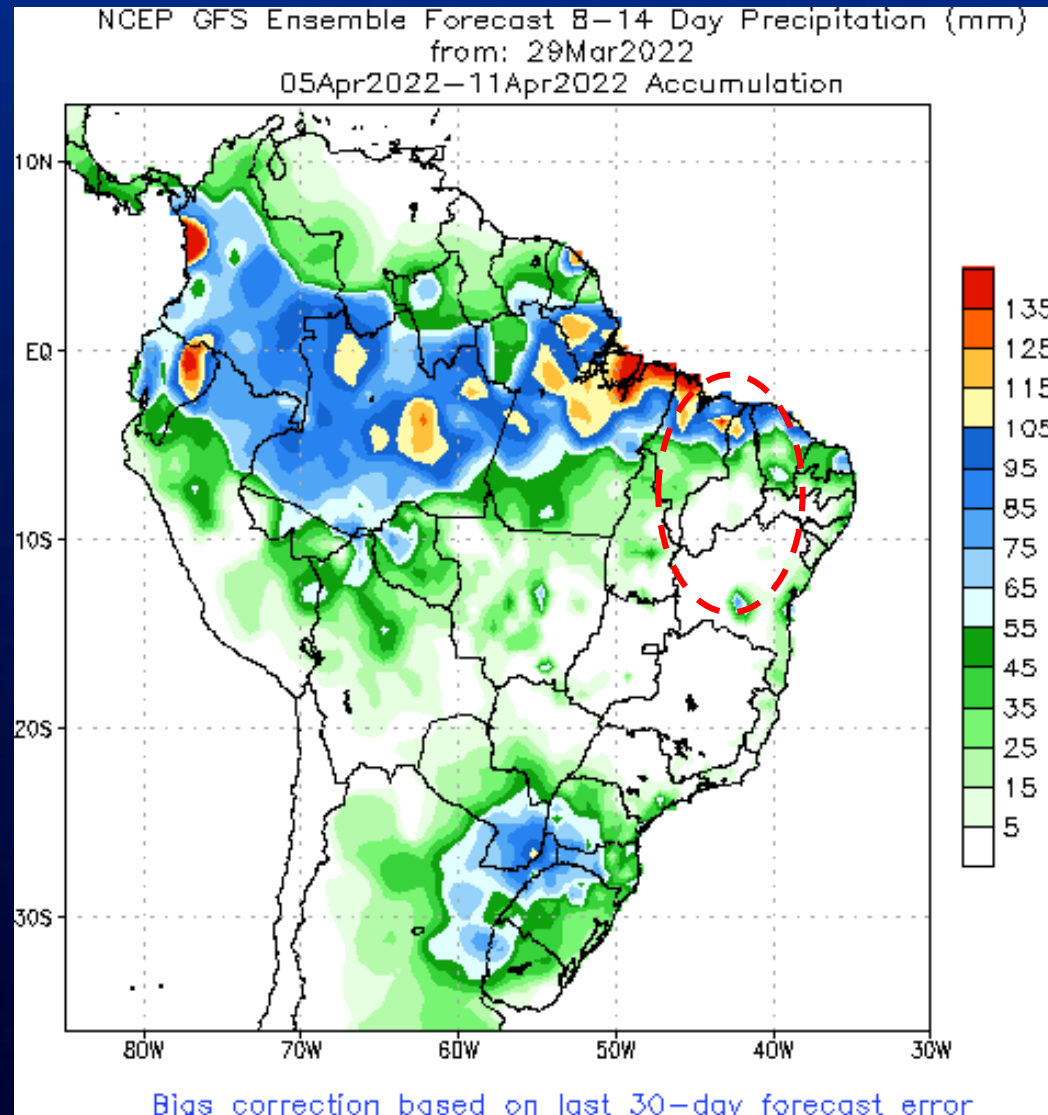 NCEP GFS Ensemble Forecast 8-14 Day Precipitation (mm)
from: 29Mar2022
05Apr2022-11Apr2022 Accumulation
10N
EQ
10S
20S
30S
80W 70W 60W 50W 40W 30W
135
125
115
105
95
85
75
65
55
45
35
25
15
5
Bias correction based on last 30-day forecast error